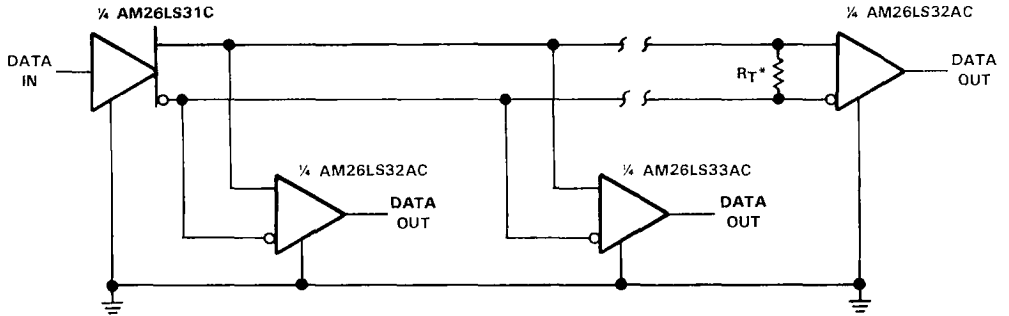 ¼ AM26LS31C
¼ AM26LS32AC
DATA
IN
RT*
DATA
OUT
¼ AM26LS32AC
DATA
OUT
¼ AM26LS33AC
DATA
OUT